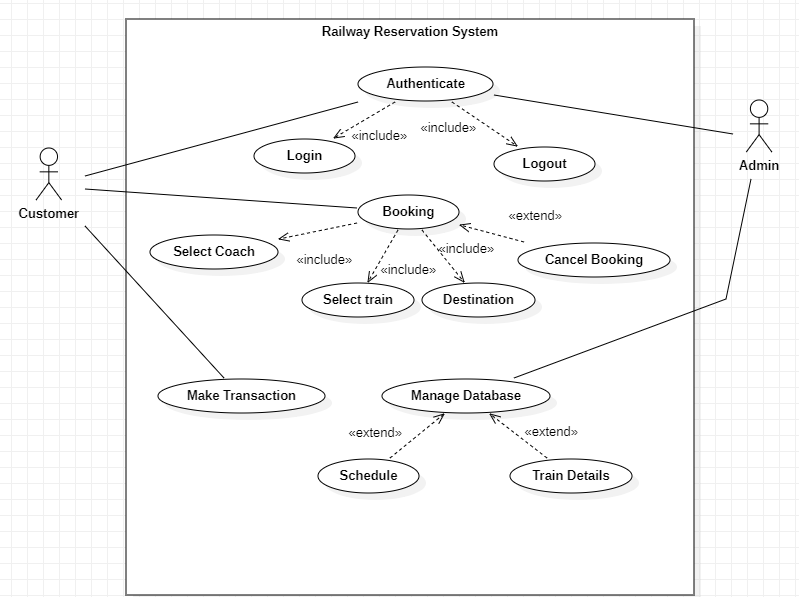 Railway Reservation System
Authenticate
«include»
«include»
Login
Logout
Admin
Customer
Booking
«extend»
Select Coach
«include»
«include»
«include»
Cancel Booking
Select train
Destination
Make Transaction
Manage Database
«extend»
«extend»
Schedule
Train Details